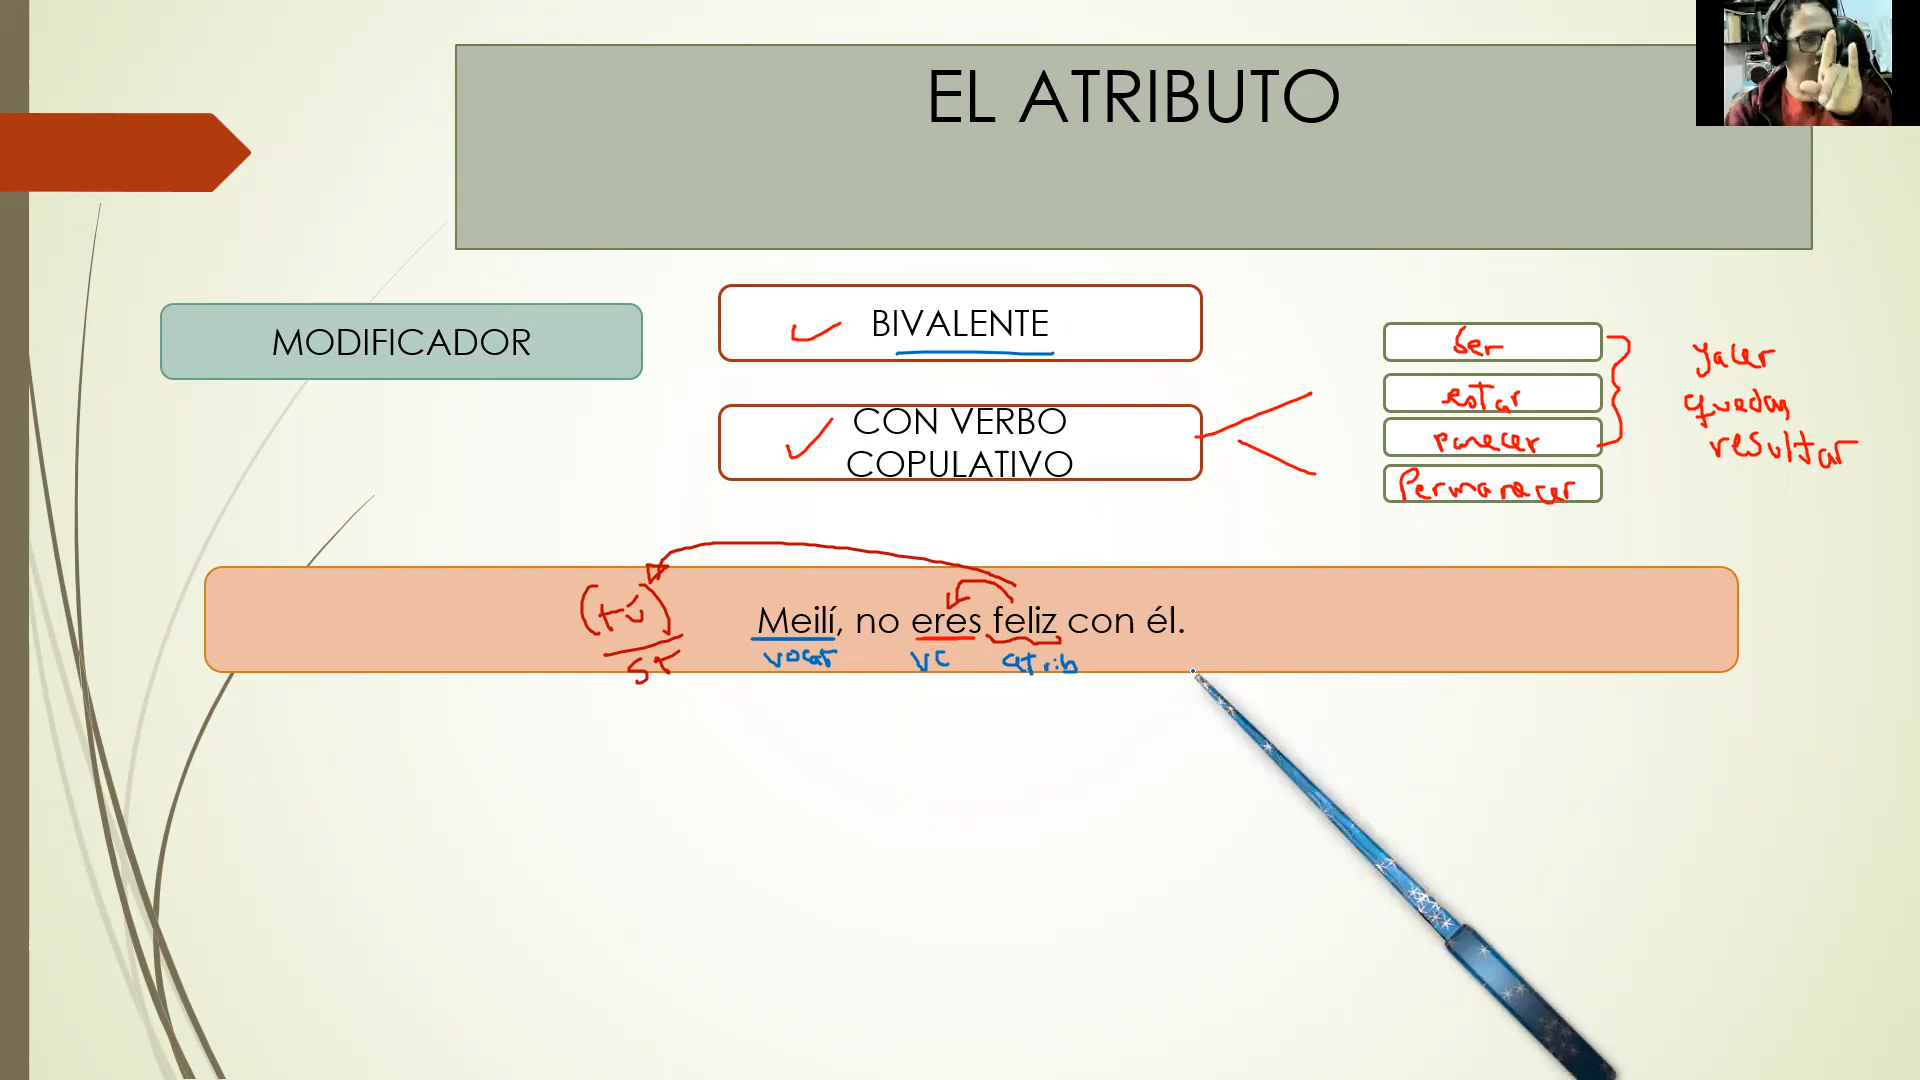 EL ATRIBUTO
MODIFICADOR
BIVALENTE
CON VERBO
COPULATIVO
Ser
estar
parecer
Permanecer
yacer
quedar
resultar
(tú)
Meilí, no eres feliz con él.
vocat
VC
atrib